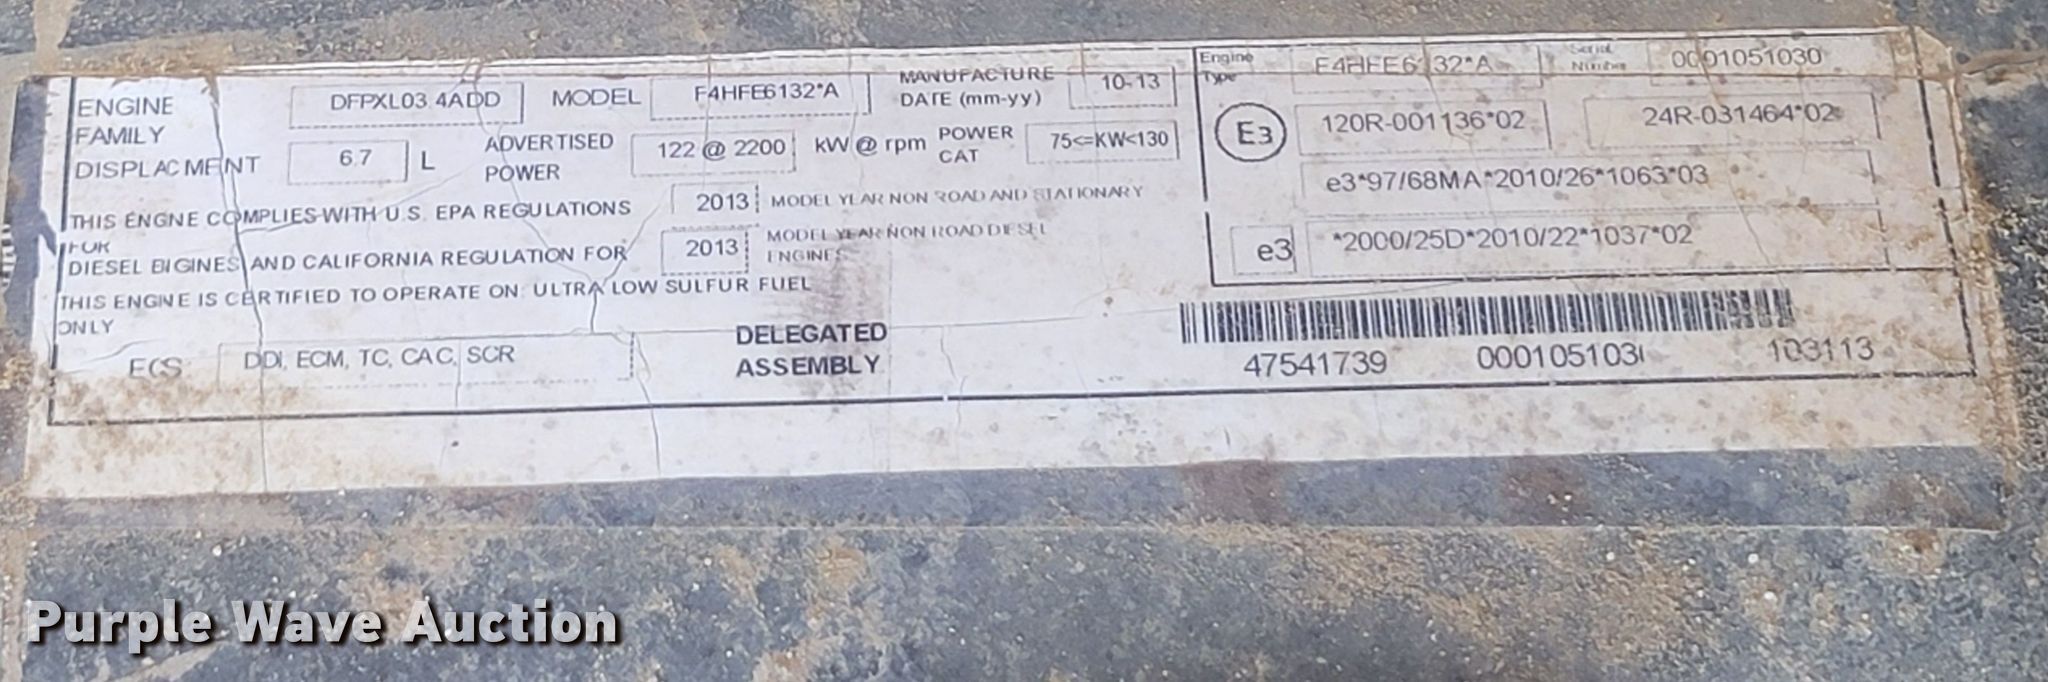 ENGINE FAMILY DFPXL03.4ADD MODEL F4HFE6132*A MANUFACTURE DATE (mm-yy) 10-13
DISPLACMENT 6.7 L ADVERTISED POWER 122 @ 2200 kW @ rpm POWER CAT 75<=KW<130
THIS ENGNE COMPLIES WITH U.S. EPA REGULATIONS 2013 MODEL YEAR NON ROAD AND STATIONARY
FOR
DIESEL ENGINES AND CALIFORNIA REGULATION FOR 2013 MODEL YEAR NON ROAD DIESEL ENGINES
THIS ENGINE IS CERTIFIED TO OPERATE ON ULTRA LOW SULFUR FUEL
ONLY
ECS DDI, ECM, TC, CAC, SCR
DELEGATED
ASSEMBLY
Engine Type F4HFE6132*A Serial Number 0001051030
E3 120R-001136*02 24R-031464*02
e3*97/68MA*2010/26*1063*03
e3 *2000/25D*2010/22*1037*02
47541739 000105103 103113
Purple Wave Auction